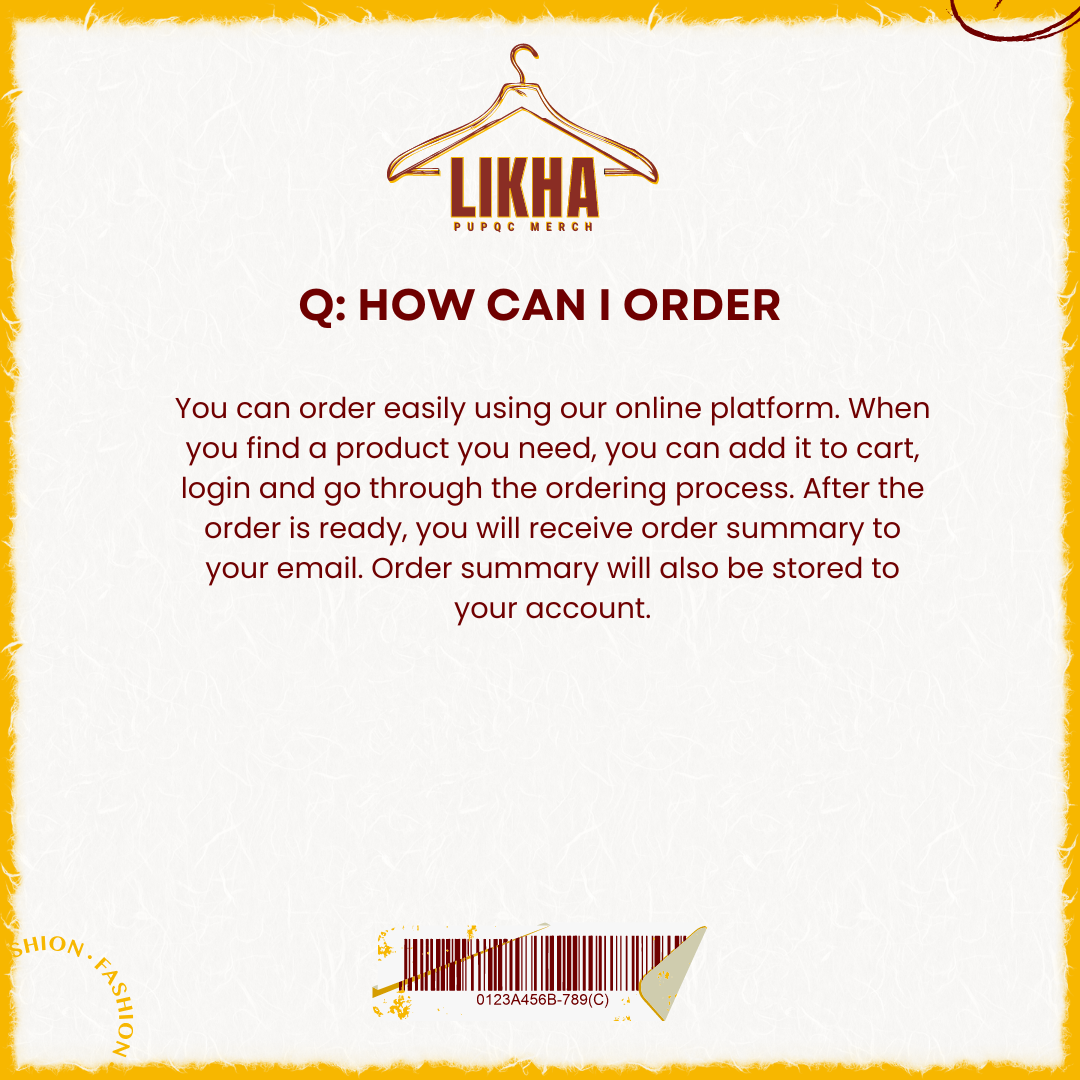 LIKHA
PUPQC MERCH
Q: HOW CAN I ORDER
You can order easily using our online platform. When
you find a product you need, you can add it to cart,
login and go through the ordering process. After the
order is ready, you will receive order summary to
your email. Order summary will also be stored to
your account.
SHION · FASHION
0123A456B-789(C)